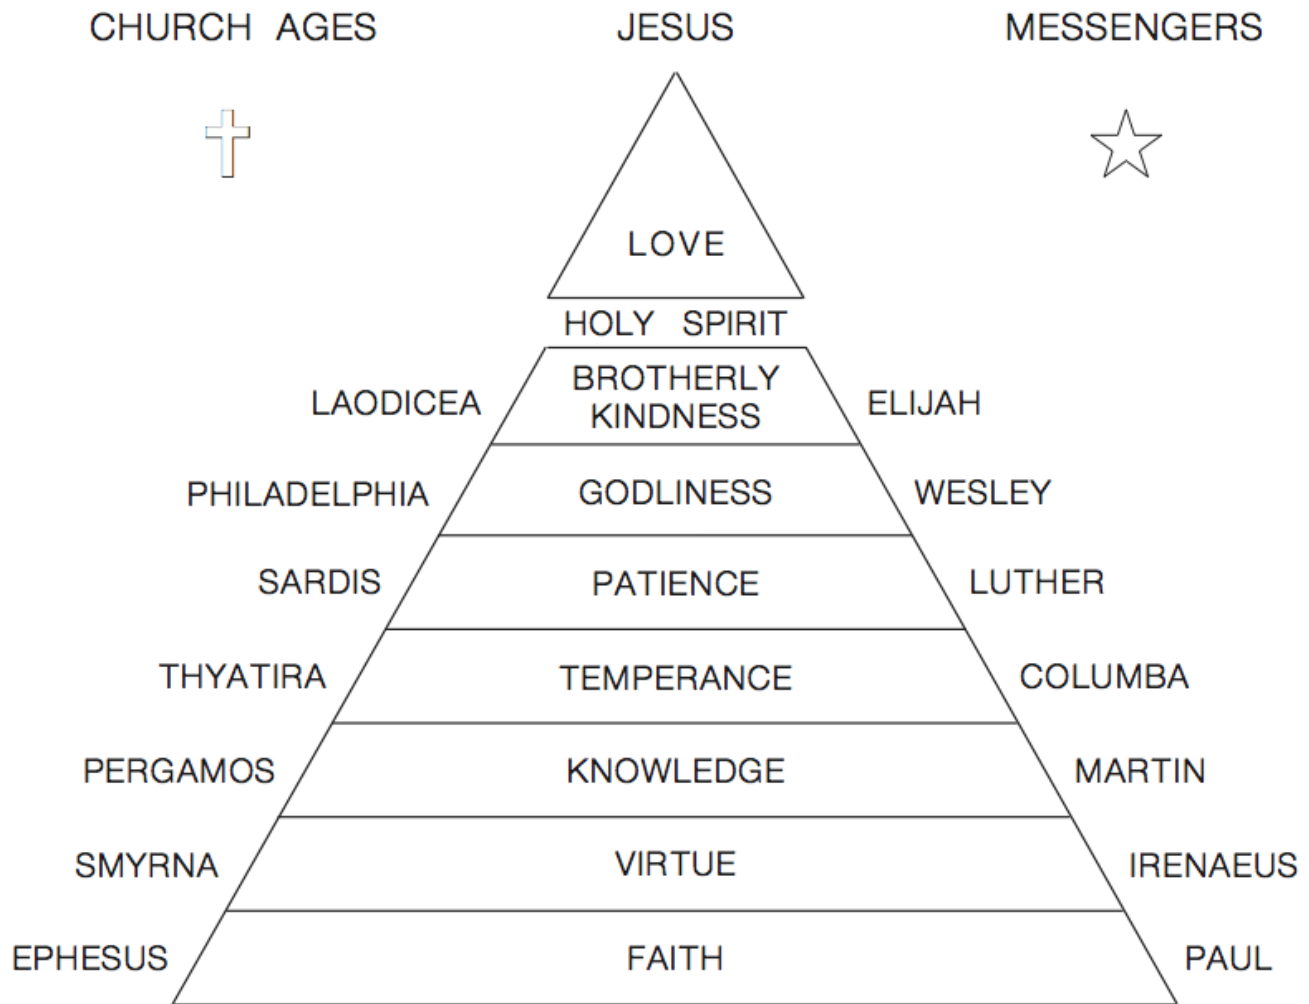 CHURCH AGES JESUS MESSENGERS
LOVE
HOLY SPIRIT
LAODICEA BROTHERLY KINDNESS ELIJAH
PHILADELPHIA GODLINESS WESLEY
SARDIS PATIENCE LUTHER
THYATIRA TEMPERANCE COLUMBA
PERGAMOS KNOWLEDGE MARTIN
SMYRNA VIRTUE IRENAEUS
EPHESUS FAITH PAUL